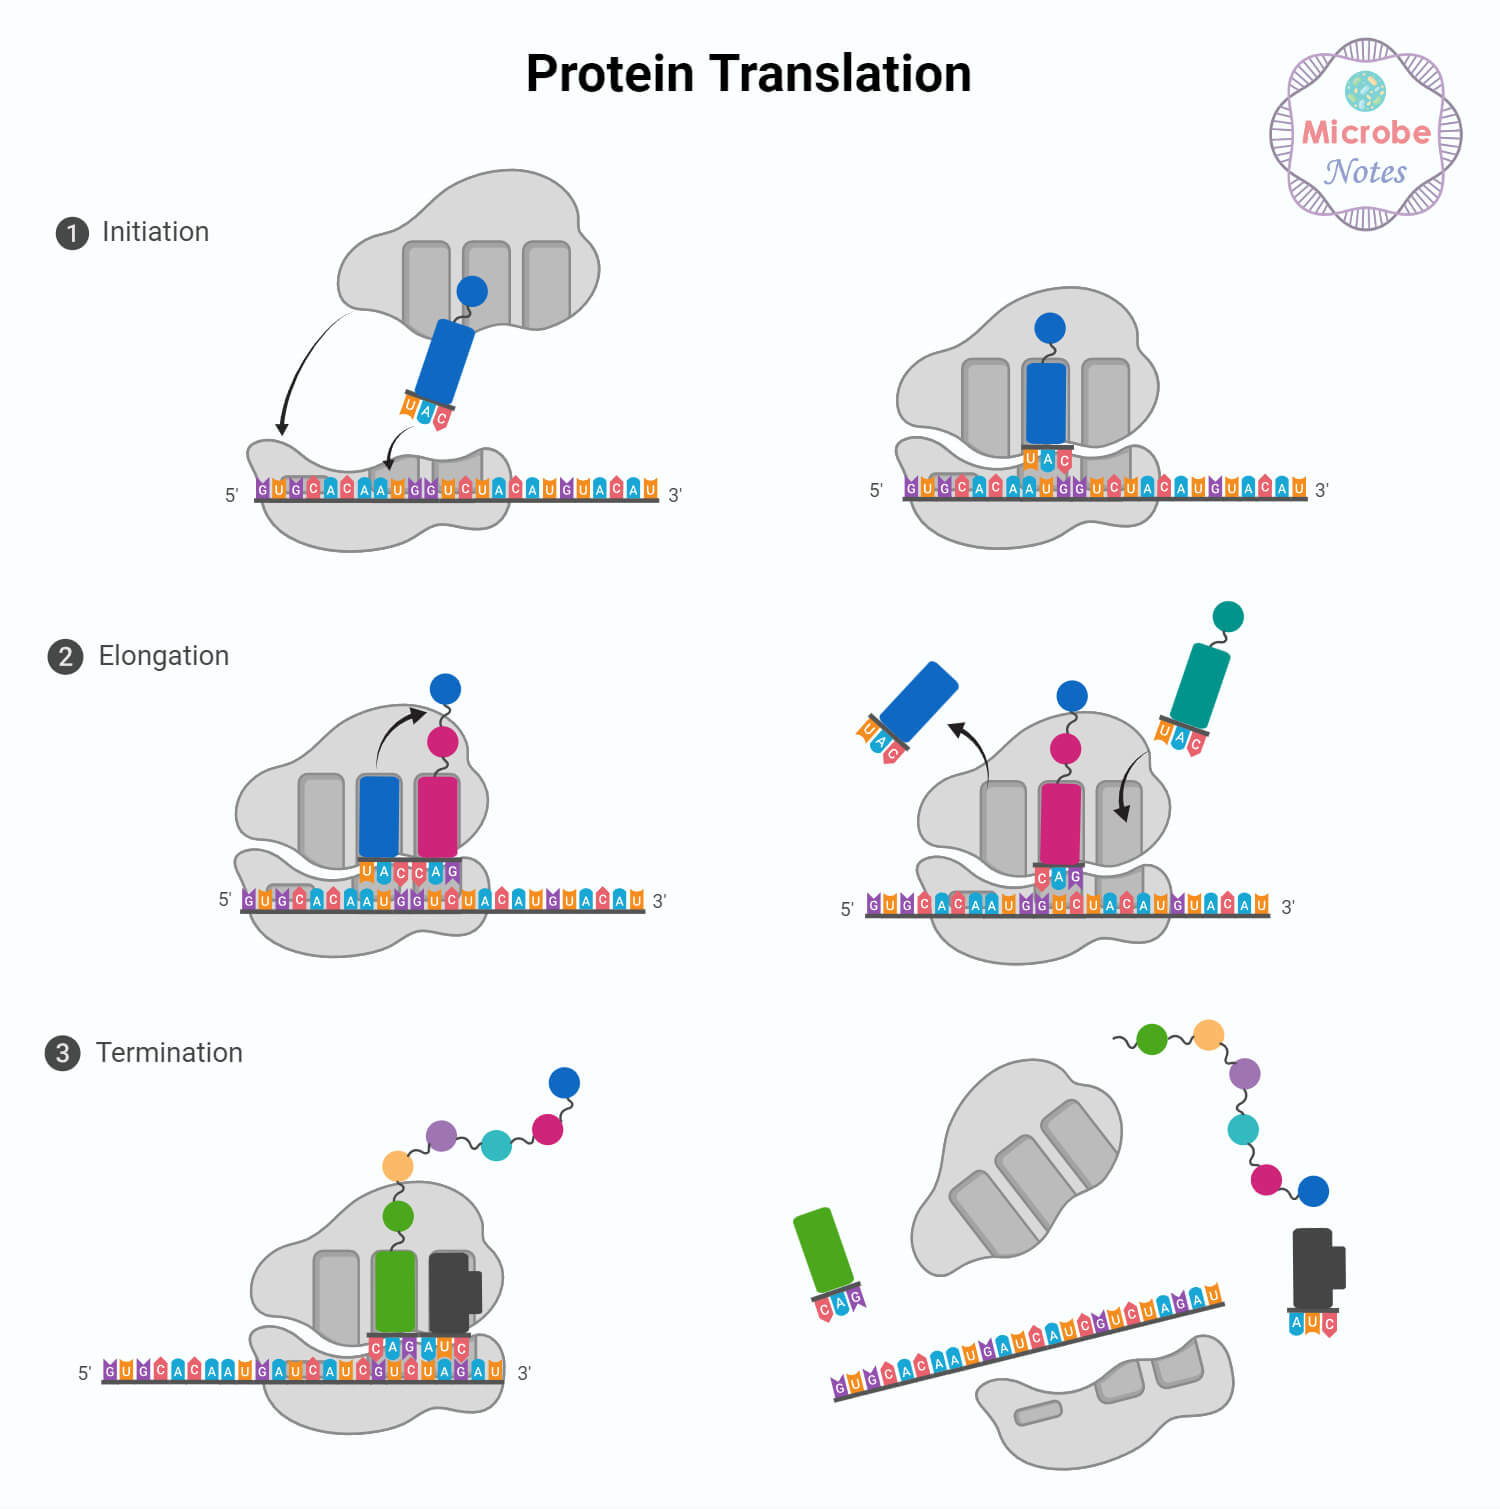 Protein Translation
Microbe
Notes
1 Initiation
UAC
5' GUGCACAAUGGUCUACAUGUACAU 3'
UAC
5' GUGCACAAUGGUCUACAUGUACAU 3'
2 Elongation
UACCAG
5' GUGCACAAUGGUCUACAUGUACAU 3'
UAC
UAC
CAG
5' GUGCACAAUGGUCUACAUGUACAU 3'
3 Termination
CAGAUC
5' GUGCACAAUGAUCAUCGUCUAGAU 3'
CAG
AUC
GUGCACAAUGAUCAUCGUCUAGAU